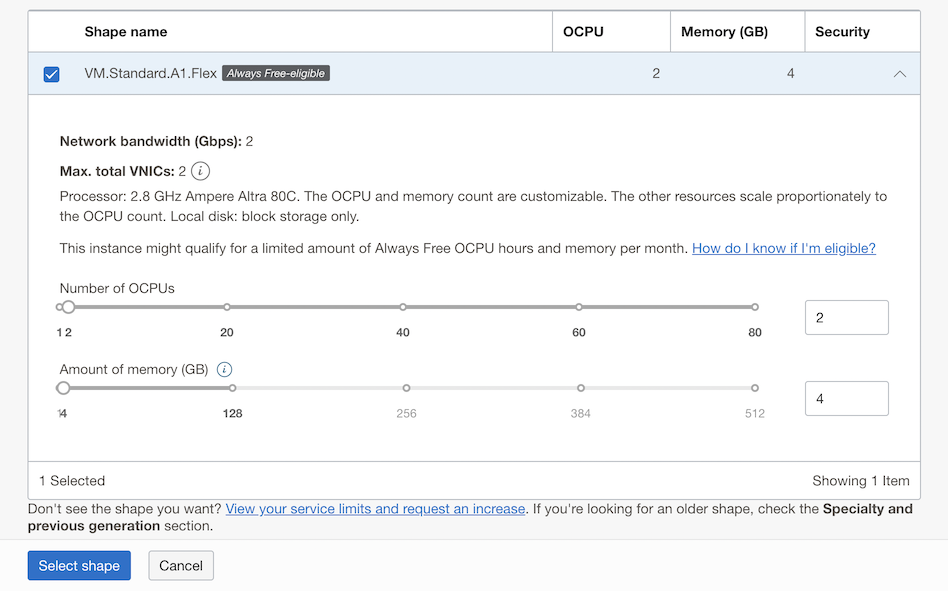 Shape name OCPU Memory (GB) Security
VM.Standard.A1.Flex Always Free-eligible 2 4
Network bandwidth (Gbps): 2
Max. total VNICs: 2 i
Processor: 2.8 GHz Ampere Altra 80C. The OCPU and memory count are customizable. The other resources scale proportionately to
the OCPU count. Local disk: block storage only.
This instance might qualify for a limited amount of Always Free OCPU hours and memory per month. How do I know if I'm eligible?
Number of OCPUs
2
1 2 20 40 60 80
Amount of memory (GB) i
4
4 128 256 384 512
1 Selected Showing 1 Item
Don't see the shape you want? View your service limits and request an increase. If you're looking for an older shape, check the Specialty and
previous generation section.
Select shape Cancel